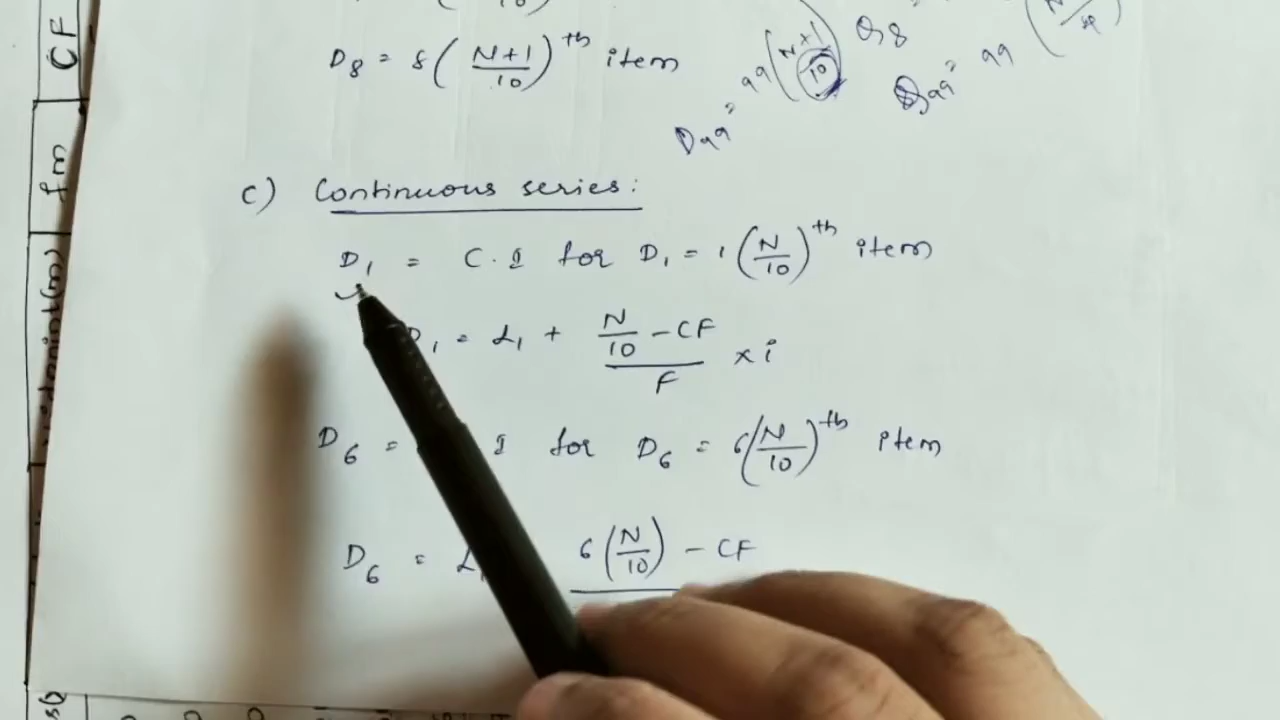 D8 = 8 ( N+1 / 10 )th item
D99 = 99 ( N+1 / 10 )
Q8
Q99 = 99
c) Continuous series:
D1 = C.I for D1 = 1 ( N / 10 )th item
D1 = L1 + N/10 - CF / F × i
D6 = I for D6 = 6 ( N / 10 )th item
D6 = L 6 ( N / 10 ) - CF
CF
fm